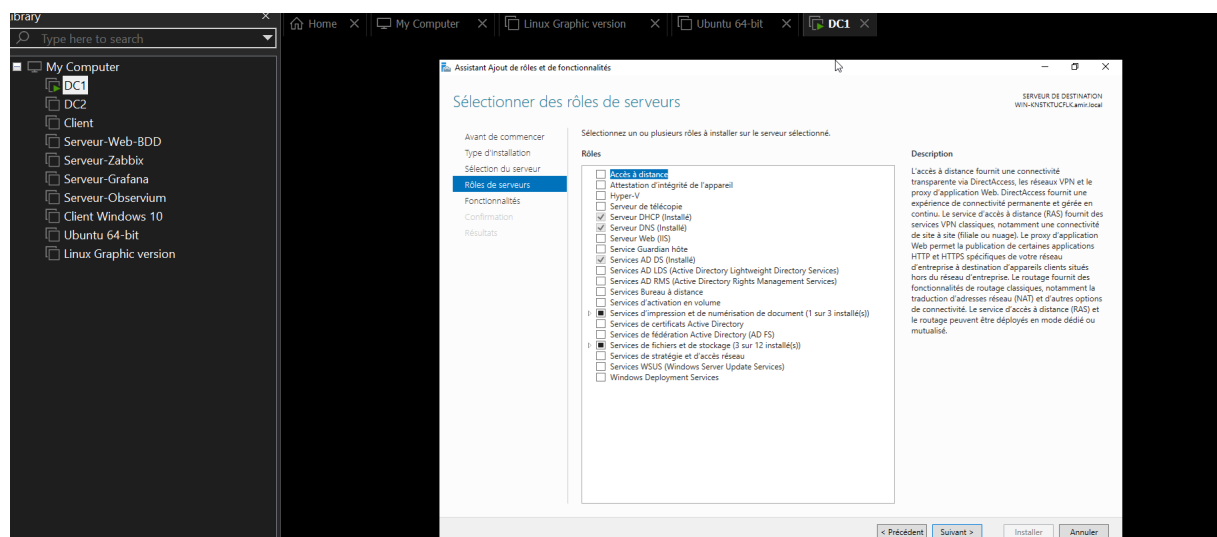 ibrary
Home
My Computer
Linux Graphic version
Ubuntu 64-bit
DC1
Type here to search
My Computer
DC1
DC2
Client
Serveur-Web-BDD
Serveur-Zabbix
Serveur-Grafana
Serveur-Observium
Client Windows 10
Ubuntu 64-bit
Linux Graphic version
Assistant Ajout de rôles et de fonctionnalités
Sélectionner des rôles de serveurs
SERVEUR DE DESTINATION
Avant de commencer
Type d'installation
Sélection du serveur
Rôles de serveurs
Fonctionnalités
Confirmation
Résultats
Sélectionnez un ou plusieurs rôles à installer sur le serveur sélectionné.
Rôles
Accès à distance
Attestation d'intégrité de l'appareil
Hyper-V
Serveur de télécopie
Serveur DHCP (Installé)
Serveur DNS (Installé)
Serveur Web (IIS)
Service Guardian hôte
Services AD DS (Installé)
Services AD LDS (Active Directory Lightweight Directory Services)
Services AD RMS (Active Directory Rights Management Services)
Services Bureau à distance
Services d'activation en volume
Services d'impression et de numérisation de document (1 sur 3 installé(s))
Services de certificats Active Directory
Services de fédération Active Directory (AD FS)
Services de fichiers et de stockage (3 sur 12 installé(s))
Services de stratégie et d'accès réseau
Services WSUS (Windows Server Update Services)
Windows Deployment Services
Description
L'accès à distance fournit une connectivité
transparente via DirectAccess, les réseaux VPN et le
proxy d'application Web. DirectAccess fournit une
expérience de connectivité permanente et gérée en
continu. Le service d'accès à distance (RAS) fournit des
services VPN classiques, notamment une connectivité
de site à site (filiale ou nuage). Le proxy d'application
Web permet la publication de certaines applications
HTTP et HTTPS spécifiques de votre réseau
d'entreprise à destination d'appareils clients situés
hors du réseau d'entreprise. Le routage fournit des
fonctionnalités de routage classiques, notamment la
traduction d'adresses réseau (NAT) et d'autres options
de connectivité. Le service d'accès à distance (RAS) et
le routage peuvent être déployés en mode dédié ou
mutualisé.
< Précédent
Suivant >
Installer
Annuler